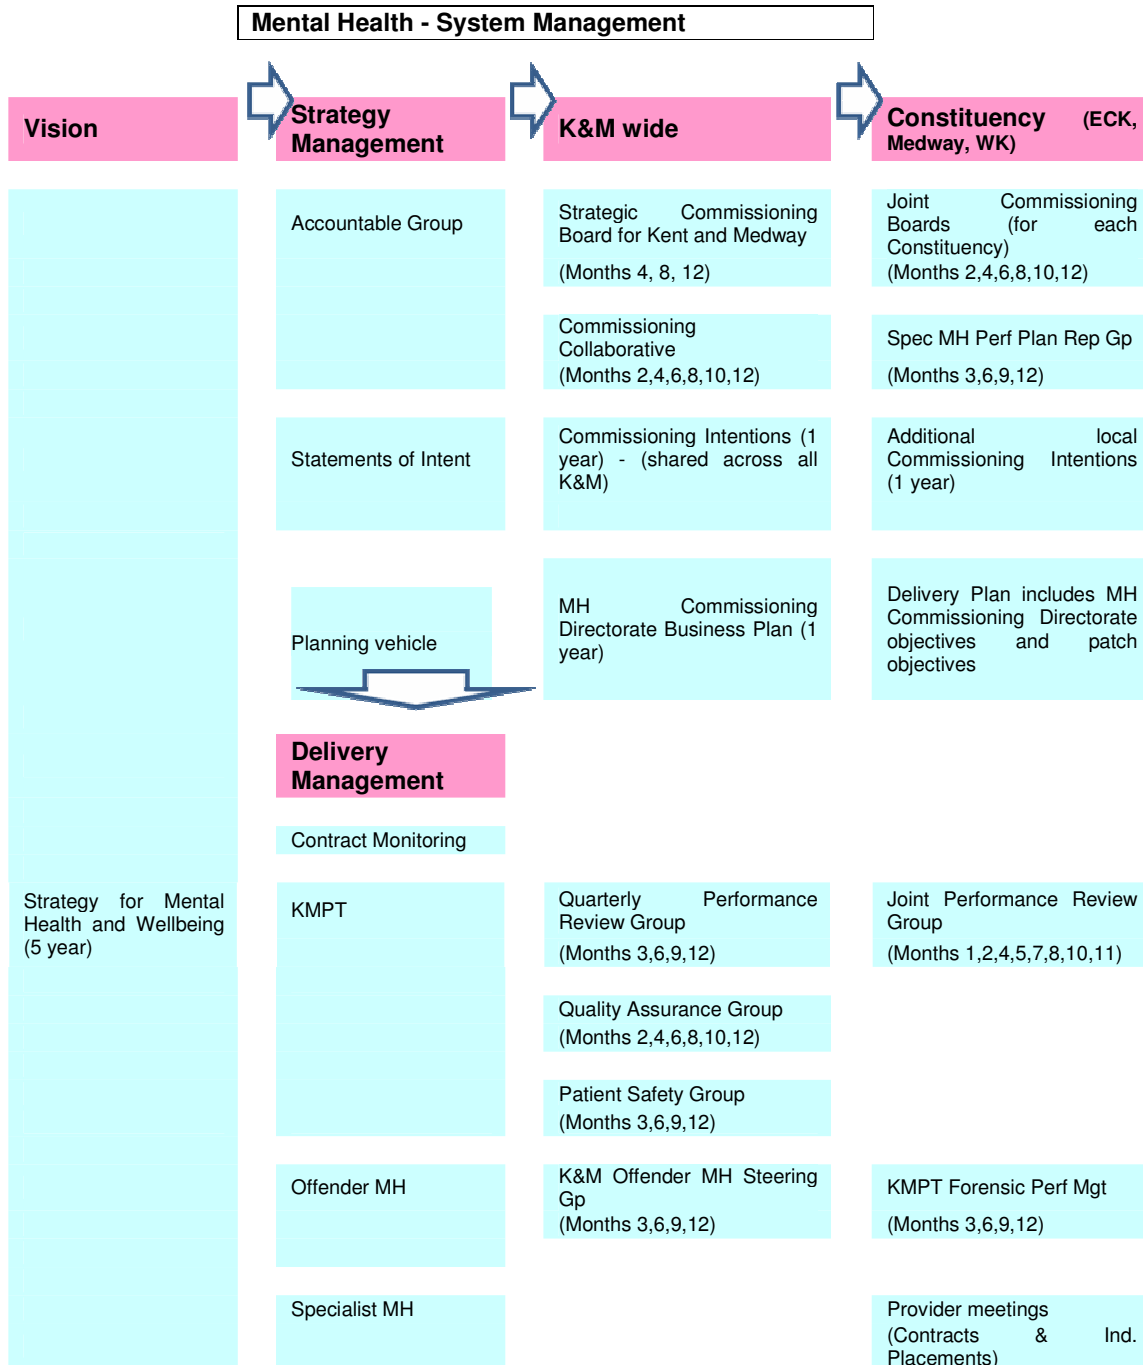 Mental Health - System Management
Vision
Strategy
Management
K&M wide
Constituency (ECK,
Medway, WK)
Accountable Group
Strategic Commissioning
Board for Kent and Medway
(Months 4, 8, 12)
Joint Commissioning
Boards (for each
Constituency)
(Months 2,4,6,8,10,12)
Commissioning
Collaborative
(Months 2,4,6,8,10,12)
Spec MH Perf Plan Rep Gp
(Months 3,6,9,12)
Statements of Intent
Commissioning Intentions (1
year) - (shared across all
K&M)
Additional local
Commissioning Intentions
(1 year)
Planning vehicle
MH Commissioning
Directorate Business Plan (1
year)
Delivery Plan includes MH
Commissioning Directorate
objectives and patch
objectives
Delivery
Management
Contract Monitoring
Strategy for Mental
Health and Wellbeing
(5 year)
KMPT
Quarterly Performance
Review Group
(Months 3,6,9,12)
Joint Performance Review
Group
(Months 1,2,4,5,7,8,10,11)
Quality Assurance Group
(Months 2,4,6,8,10,12)
Patient Safety Group
(Months 3,6,9,12)
Offender MH
K&M Offender MH Steering
Gp
(Months 3,6,9,12)
KMPT Forensic Perf Mgt
(Months 3,6,9,12)
Specialist MH
Provider meetings
(Contracts & Ind.
Placements)